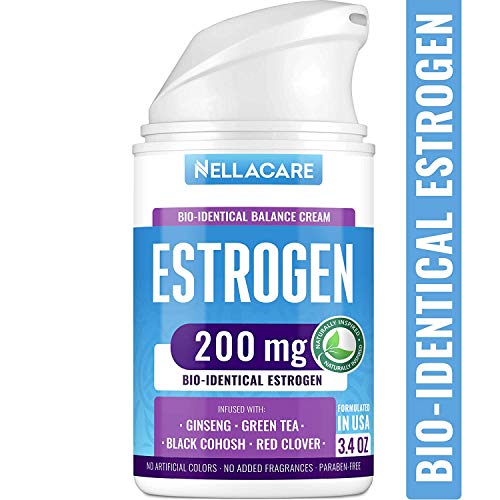 NELLACARE
BIO-IDENTICAL BALANCE CREAM
ESTROGEN
200 mg
NATURALLY INSPIRED
NATURALLY INSPIRED
BIO-IDENTICAL ESTROGEN
INFUSED WITH:
· GINSENG · GREEN TEA ·
· BLACK COHOSH · RED CLOVER ·
FORMULATED
IN USA
3.4 OZ
NO ARTIFICIAL COLORS · NO ADDED FRAGRANCES · PARABEN-FREE
BIO-IDENTICAL ESTROGEN